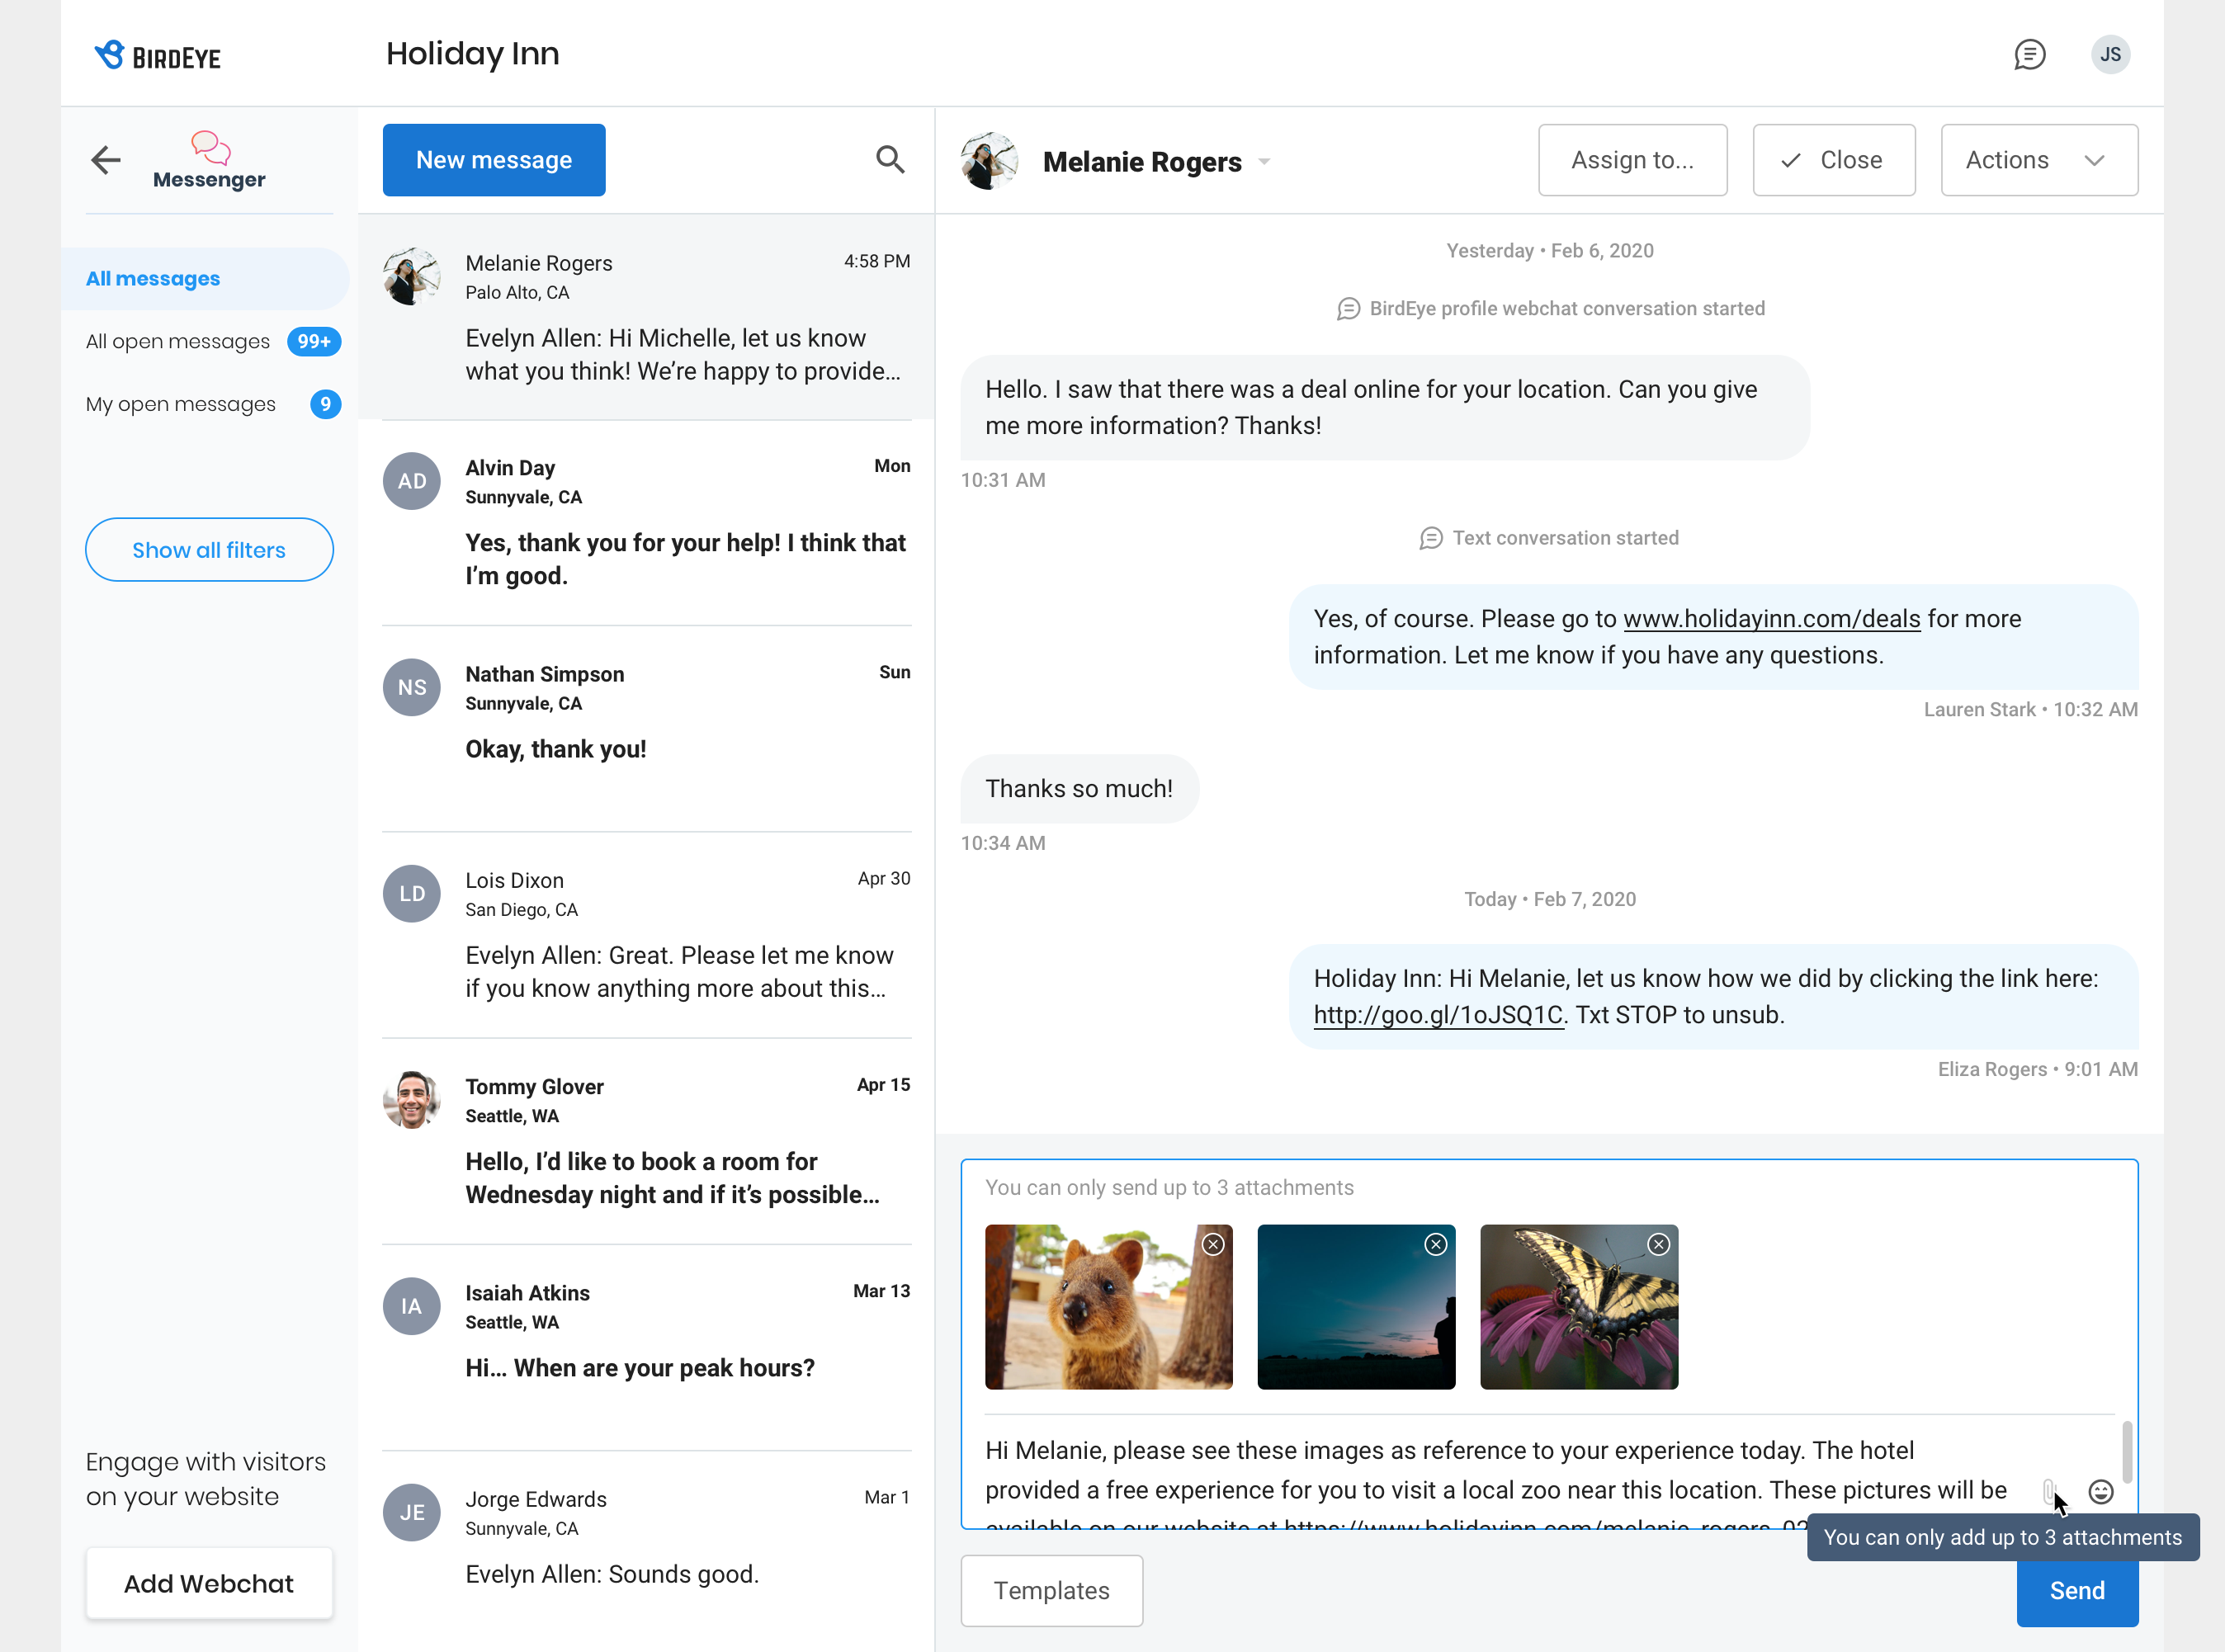 BIRDEYE
Holiday Inn
JS
Messenger
All messages
All open messages 99+
My open messages 9
Show all filters
Engage with visitors
on your website
Add Webchat
New message
Melanie Rogers 4:58 PM
Palo Alto, CA
Evelyn Allen: Hi Michelle, let us know
what you think! We’re happy to provide...
AD
Alvin Day Mon
Sunnyvale, CA
Yes, thank you for your help! I think that
I’m good.
NS
Nathan Simpson Sun
Sunnyvale, CA
Okay, thank you!
LD
Lois Dixon Apr 30
San Diego, CA
Evelyn Allen: Great. Please let me know
if you know anything more about this...
Tommy Glover Apr 15
Seattle, WA
Hello, I’d like to book a room for
Wednesday night and if it’s possible...
IA
Isaiah Atkins Mar 13
Seattle, WA
Hi... When are your peak hours?
JE
Jorge Edwards Mar 1
Sunnyvale, CA
Evelyn Allen: Sounds good.
Melanie Rogers
Assign to...
Close
Actions
Yesterday • Feb 6, 2020
BirdEye profile webchat conversation started
Hello. I saw that there was a deal online for your location. Can you give
me more information? Thanks!
10:31 AM
Text conversation started
Yes, of course. Please go to www.holidayinn.com/deals for more
information. Let me know if you have any questions.
Lauren Stark • 10:32 AM
Thanks so much!
10:34 AM
Today • Feb 7, 2020
Holiday Inn: Hi Melanie, let us know how we did by clicking the link here:
http://goo.gl/1oJSQ1C. Txt STOP to unsub.
Eliza Rogers • 9:01 AM
You can only send up to 3 attachments
Hi Melanie, please see these images as reference to your experience today. The hotel
provided a free experience for you to visit a local zoo near this location. These pictures will be
available on our website at https://www.holidayinn.com/melanie_rogers_02
You can only add up to 3 attachments
Templates
Send